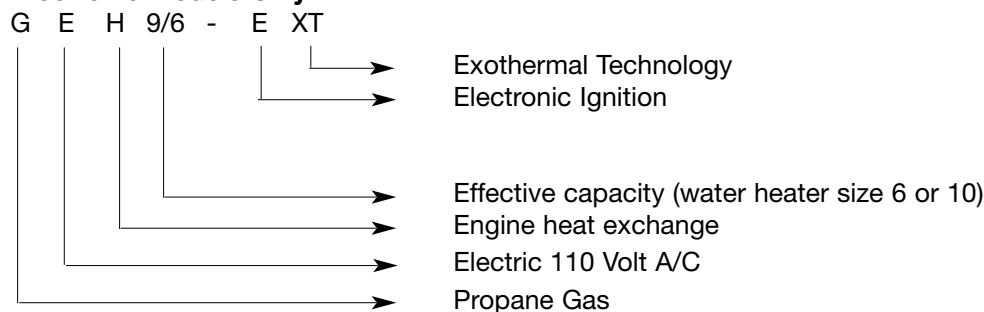 G E H 9/6 - E XT
Exothermal Technology
Electronic Ignition
Effective capacity (water heater size 6 or 10)
Engine heat exchange
Electric 110 Volt A/C
Propane Gas